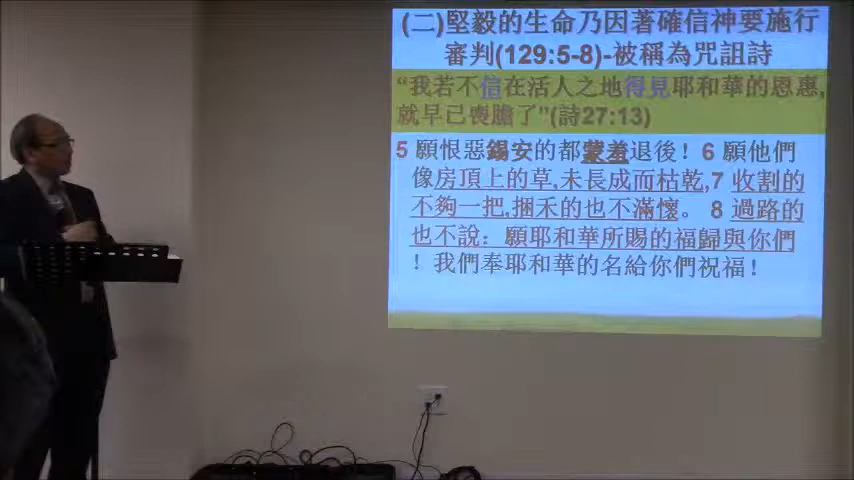 (二)堅毅的生命乃因著確信神要施行
審判(129:5-8)-被稱為咒詛詩
“我若不信在活人之地得見耶和華的恩惠,
就早已喪膽了”(詩27:13)
5 願恨惡錫安的都蒙羞退後！6 願他們
像房頂上的草,未長成而枯乾,7 收割的
不夠一把,捆禾的也不滿懷。 8 過路的
也不說：願耶和華所賜的福歸與你們
！我們奉耶和華的名給你們祝福！